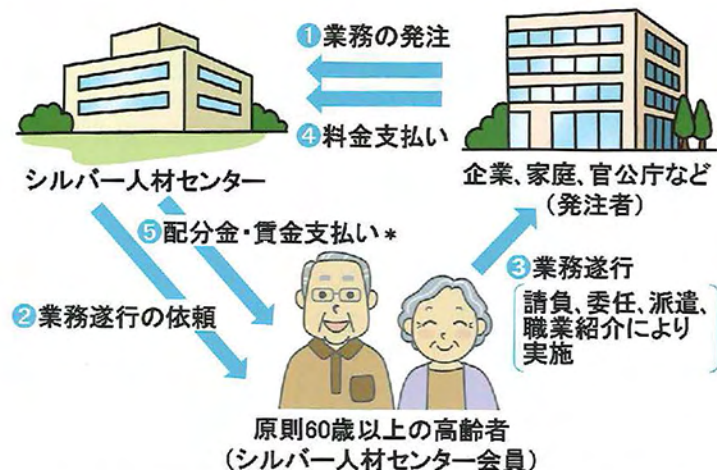 ❶業務の発注
❹料金支払い
シルバー人材センター
企業、家庭、官公庁など
(発注者)
❺配分金・賃金支払い＊
❷業務遂行の依頼
❸業務遂行
請負、委任、派遣、
職業紹介により
実施
原則60歳以上の高齢者
(シルバー人材センター会員)